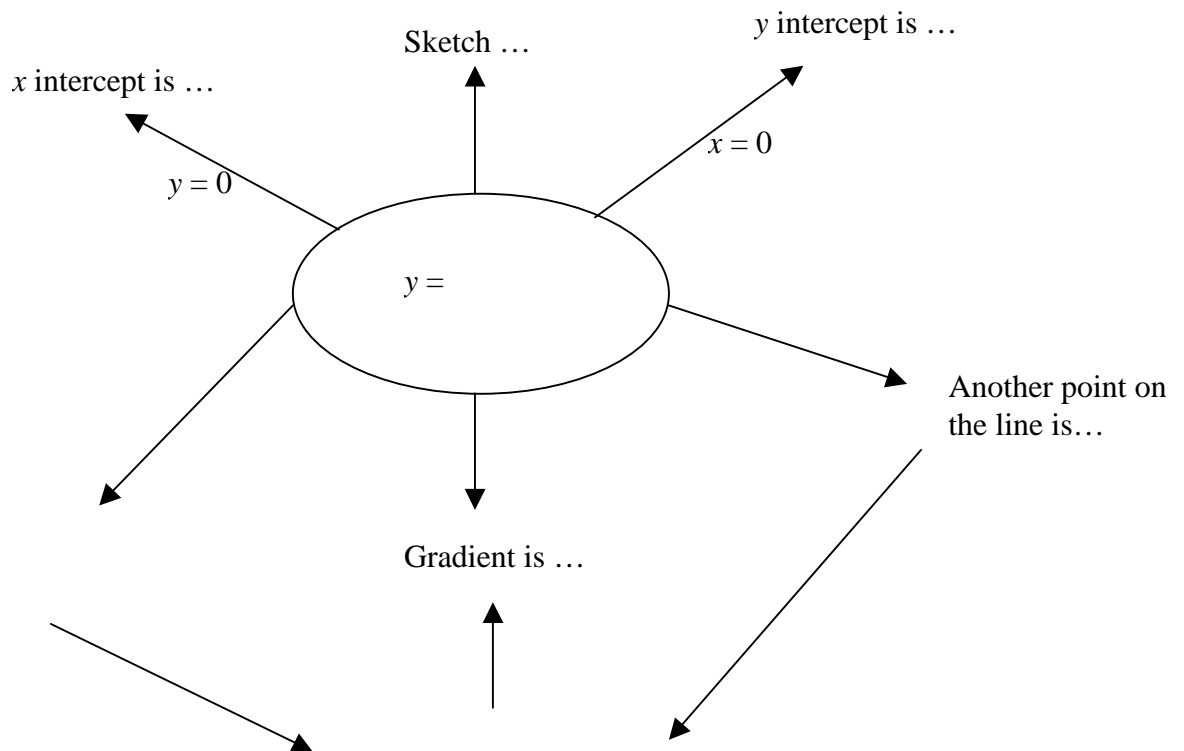 y intercept is …
Sketch …
x intercept is …
x = 0
y = 0
y =
Another point on
the line is…
Gradient is …